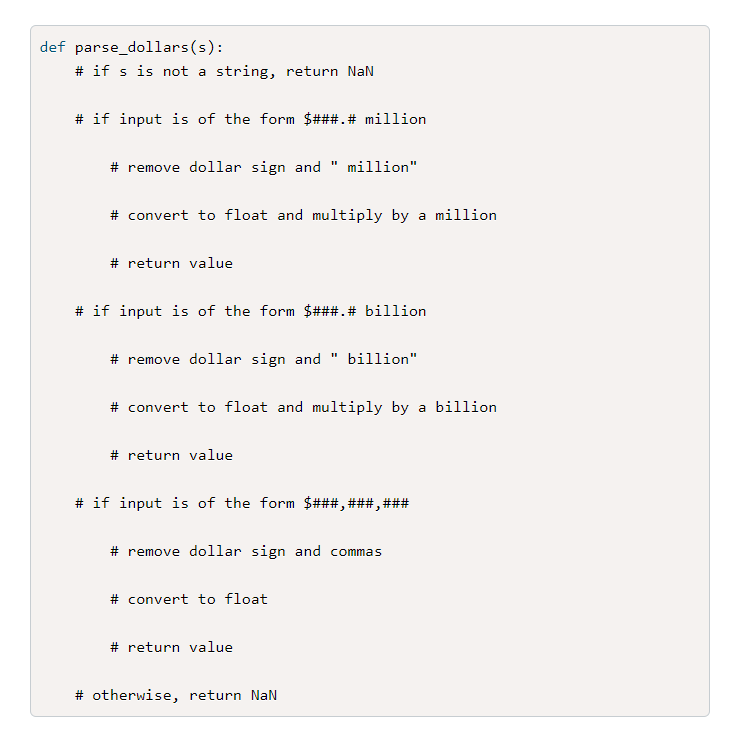 def parse_dollars(s):
    # if s is not a string, return NaN
    # if input is of the form $###.# million
        # remove dollar sign and " million"
        # convert to float and multiply by a million
        # return value
    # if input is of the form $###.# billion
        # remove dollar sign and " billion"
        # convert to float and multiply by a billion
        # return value
    # if input is of the form $###,###,###
        # remove dollar sign and commas
        # convert to float
        # return value
    # otherwise, return NaN